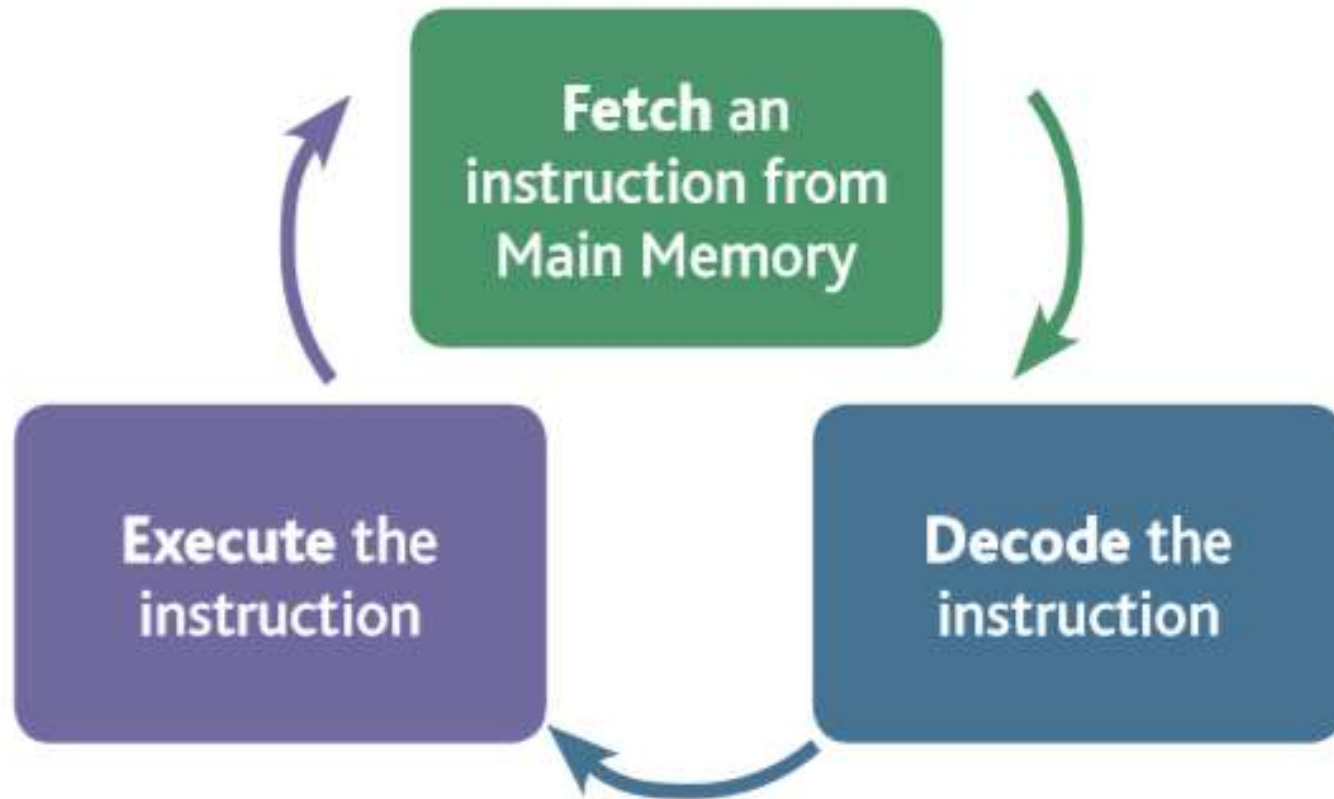 Fetch an
instruction from
Main Memory
Decode the
instruction
Execute the
instruction